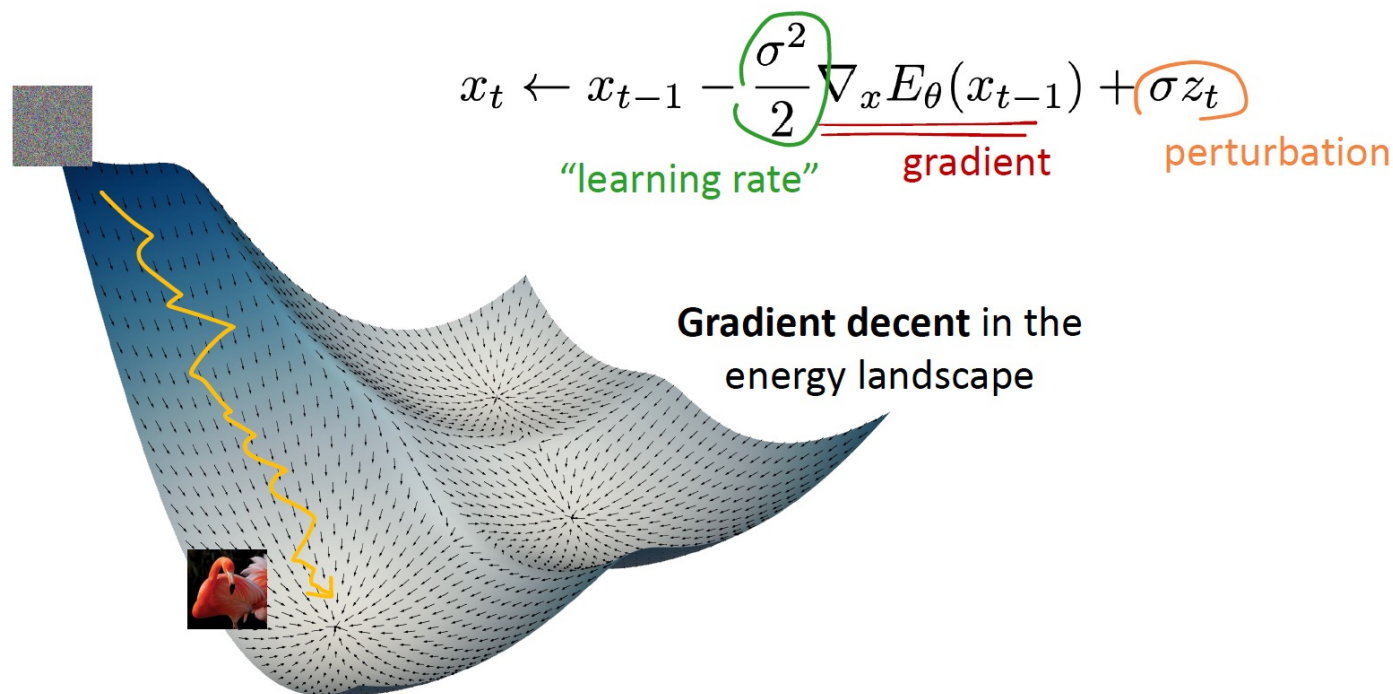 x_t ← x_{t-1} − σ²/2 ∇_x E_θ(x_{t-1}) + σz_t
“learning rate”
gradient
perturbation
Gradient decent in the
energy landscape